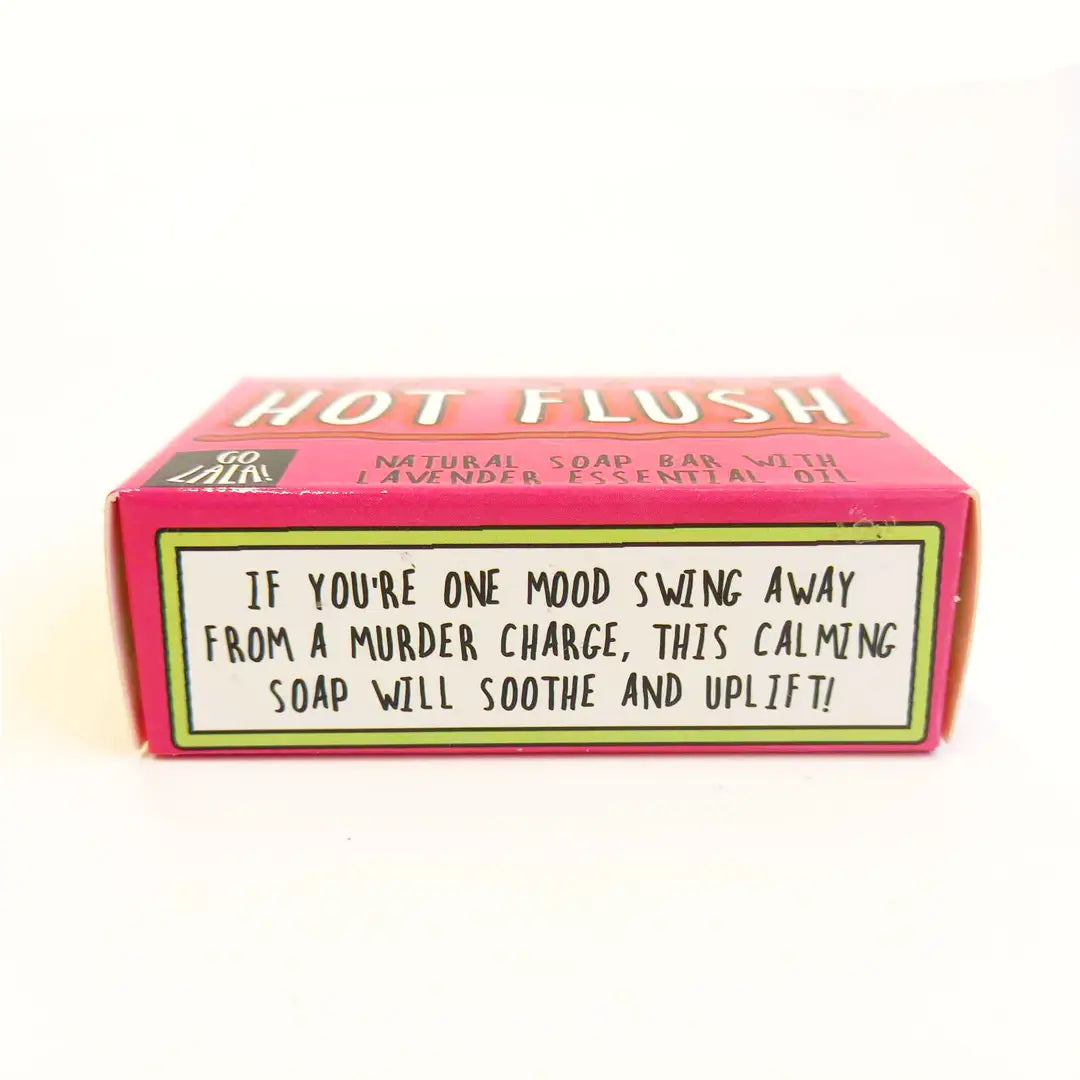 HOT FLUSH
GO
LALA!
NATURAL SOAP BAR WITH
LAVENDER ESSENTIAL OIL
IF YOU'RE ONE MOOD SWING AWAY
FROM A MURDER CHARGE, THIS CALMING
SOAP WILL SOOTHE AND UPLIFT!